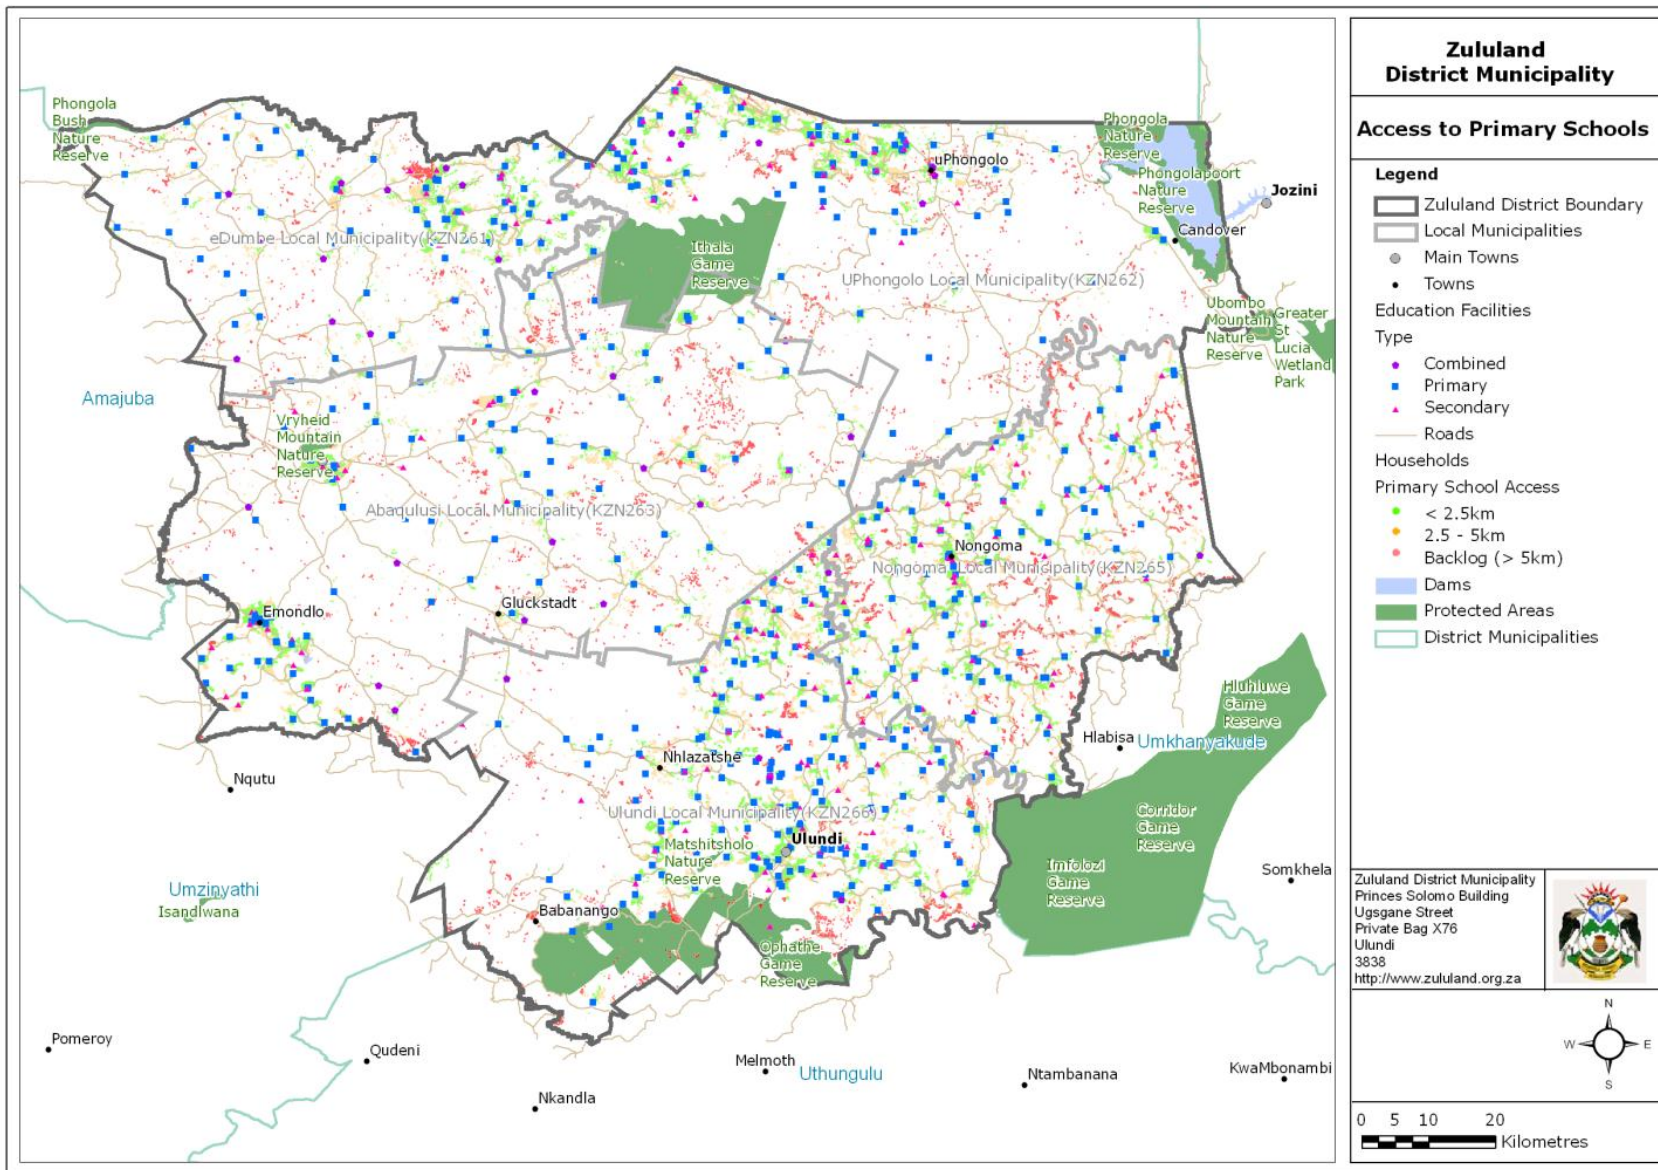 Zululand
District Municipality
Access to Primary Schools
Legend
Zululand District Boundary
Local Municipalities
Main Towns
Towns
Education Facilities
Type
Combined
Primary
Secondary
Roads
Households
Primary School Access
< 2.5km
2.5 - 5km
Backlog (> 5km)
Dams
Protected Areas
District Municipalities
Zululand District Municipality
Princes Solomo Building
Ugsgane Street
Private Bag X76
Ulundi
3838
http://www.zululand.org.za
N
W
E
S
0 5 10 20
Kilometres
Phongola
Bush
Nature
Reserve
Phongola
Nature
Reserve
uPhongolo
Phongolapoort
Nature
Reserve
Jozini
Candover
eDumbe Local Municipality(KZN261)
Ithala
Game
Reserve
UPhongolo Local Municipality(KZN262)
Ubombo
Mountain
Nature
Reserve
Greater
St
Lucia
Wetland
Park
Amajuba
Vryheid
Mountain
Nature
Reserve
Abaqulusi Local Municipality(KZN263)
Nongoma
Nongoma Local Municipality(KZN265)
Emondlo
Gluckstadt
Hluhluwe
Game
Reserve
Hlabisa
Umkhanyakude
Nhlazatshe
Nqutu
Ulundi Local Municipality(KZN266)
Corridor
Game
Reserve
Ulundi
Matshitsholo
Nature
Reserve
Imfolozi
Game
Reserve
Somkhela
Umzinyathi
Isandlwana
Babanango
Ophathe
Game
Reserve
Pomeroy
Qudeni
Melmoth
Uthungulu
Ntambanana
KwaMbonambi
Nkandla